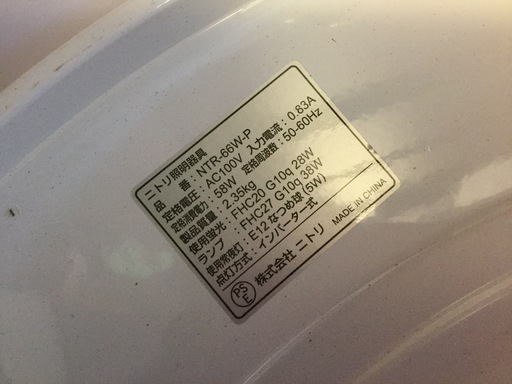 ニトリ照明器具
品 番：NTR-66W-P
定格電圧：AC100V 入力電流：0.83A
定格消費電力：58W 定格周波数：50-60Hz
製品質量：2.35kg
使用蛍光：FHC20 G10q 28W
ランプ：FHC27 G10q 38W
使用常夜灯：E12 なつめ球 (5W)
点灯方式：インバーター式
PSE 株式会社 ニトリ MADE IN CHINA